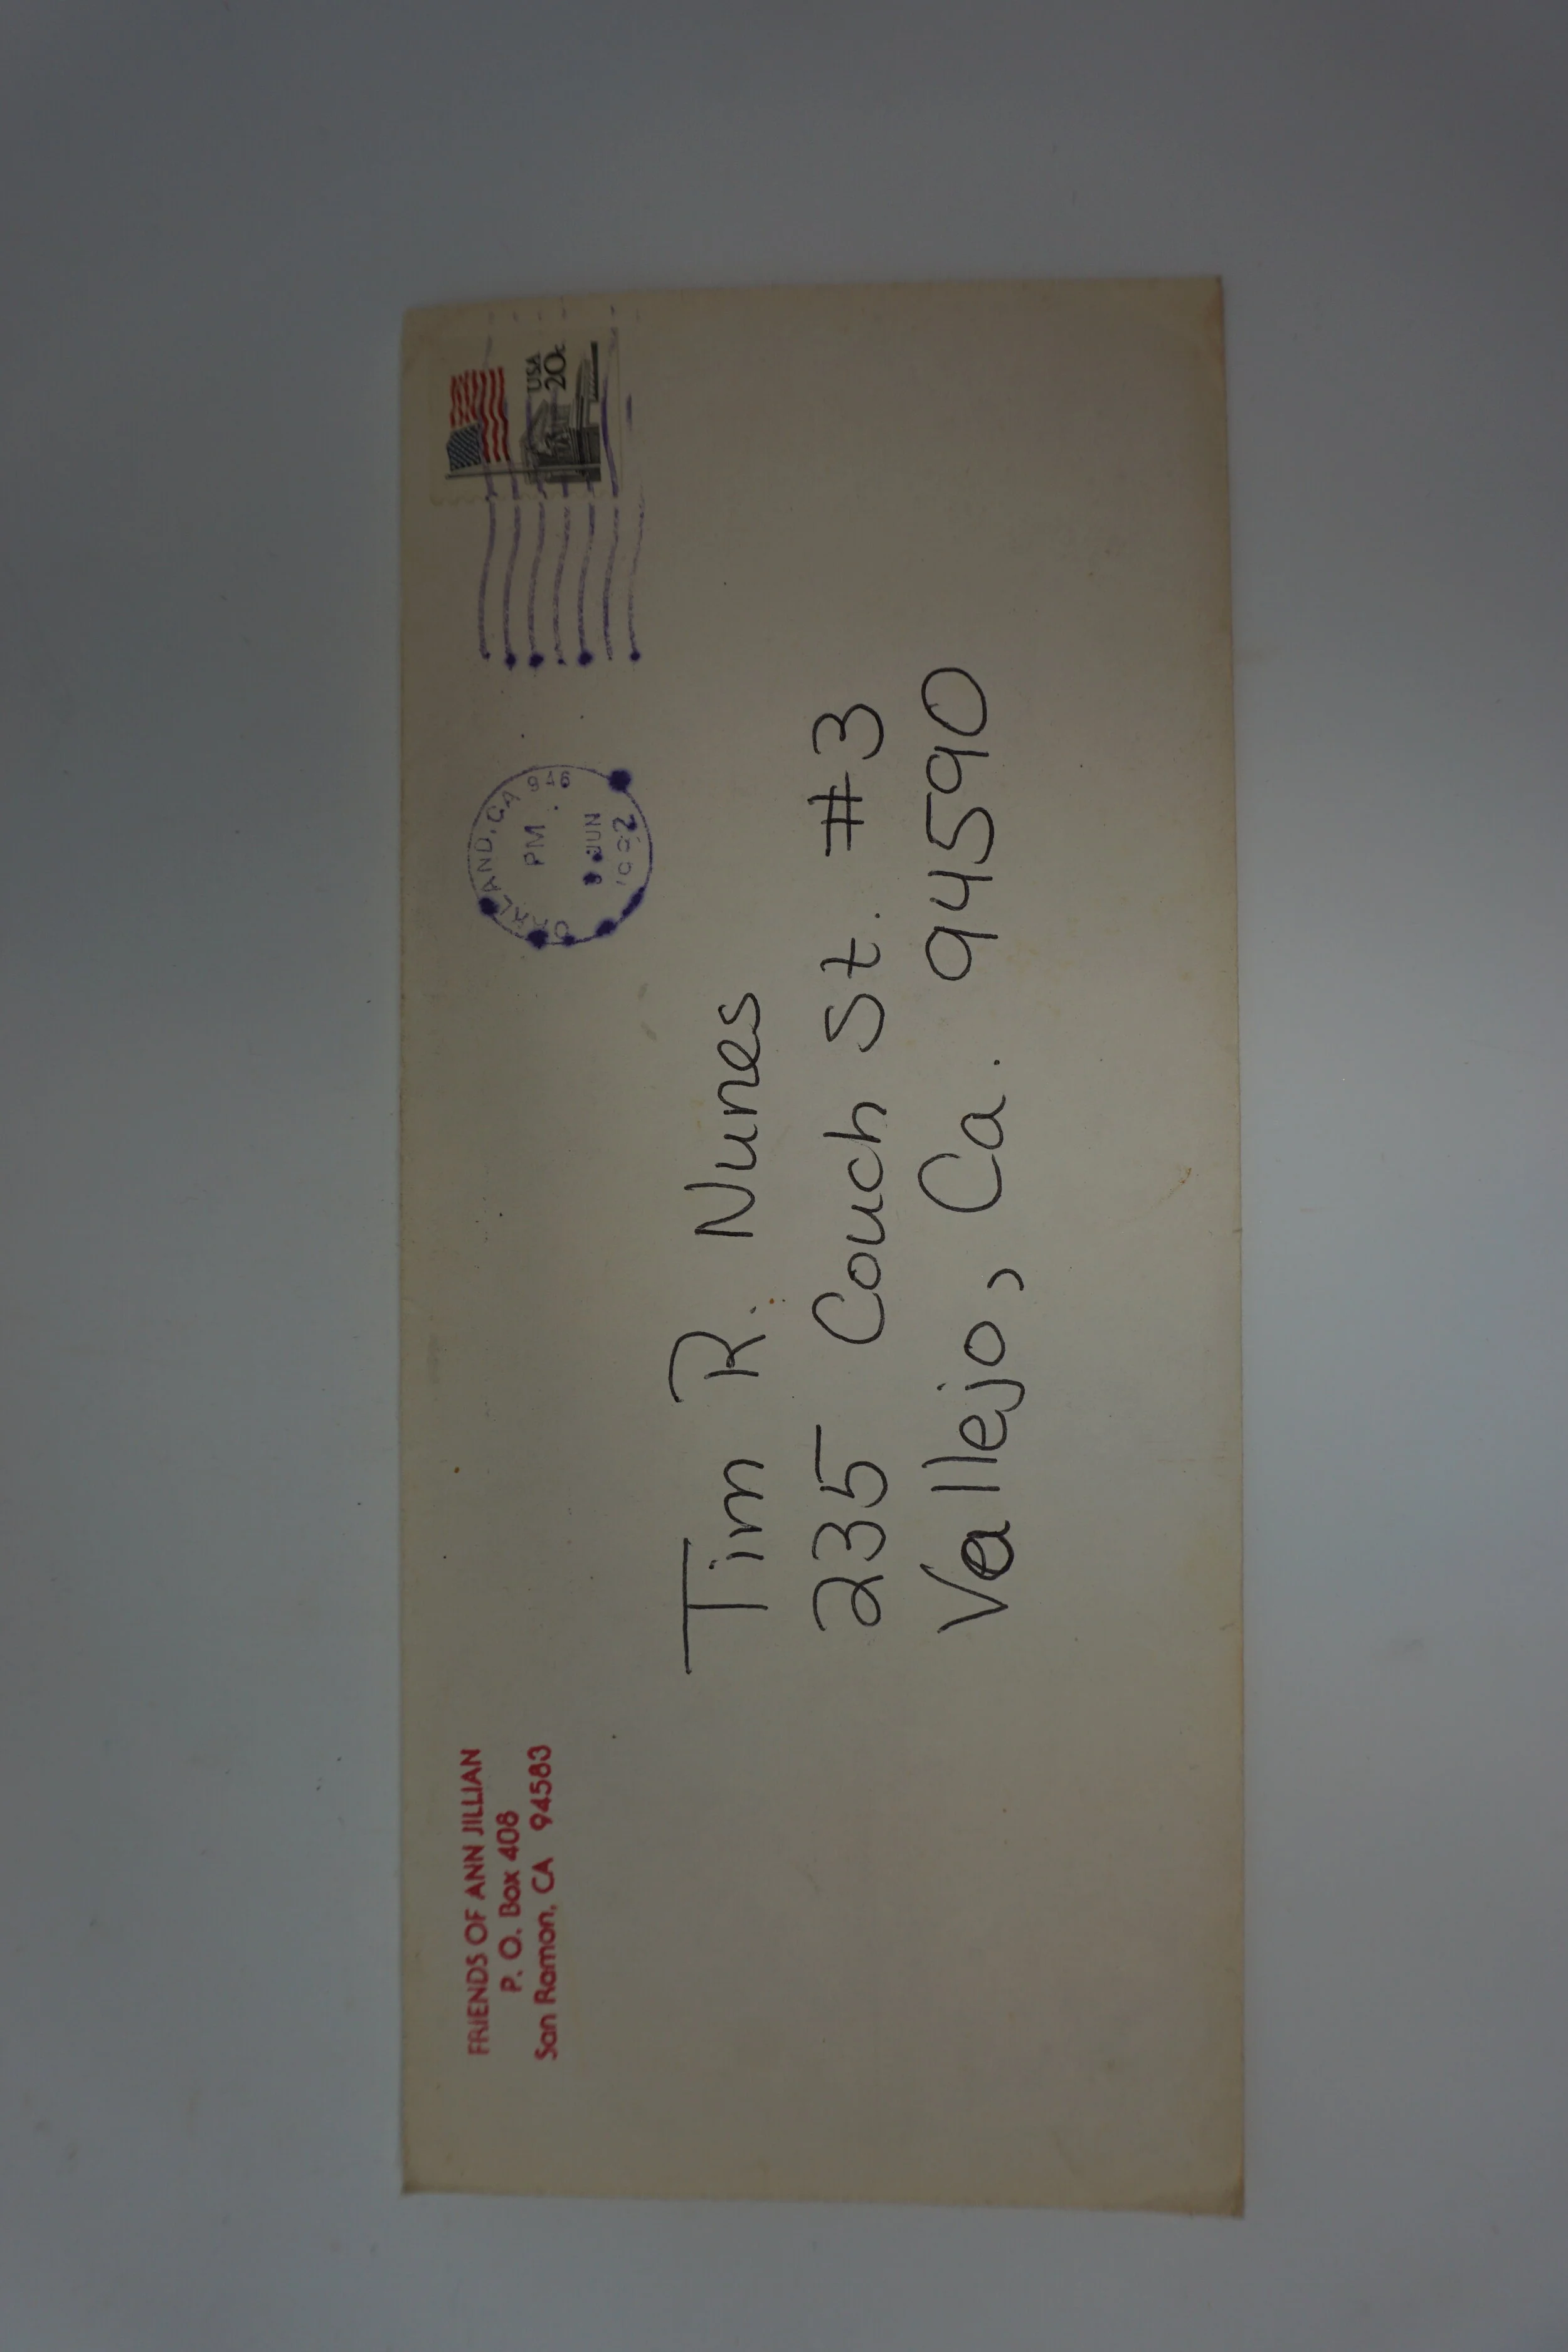 FRIENDS OF ANN JILLIAN
P. O. Box 408
San Ramon, CA 94583
OAKLAND, CA 946
PM
JUN
USA
20c
Tim R. Nunes
235 Couch St. #3
Vallejo, Ca. 94590